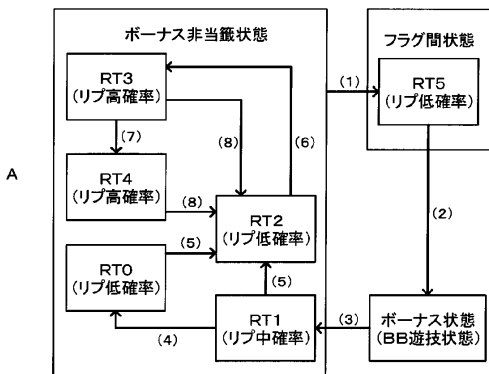 ボーナス非当籤状態
フラグ間状態
RT3
(リプ高確率)
(1)
RT5
(リプ低確率)
(7)
(8)
(6)
A
RT4
(リプ高確率)
(8)
(2)
RT2
(リプ低確率)
RT0
(リプ低確率)
(5)
(5)
(4)
RT1
(リプ中確率)
(3)
ボーナス状態
(BB遊技状態)